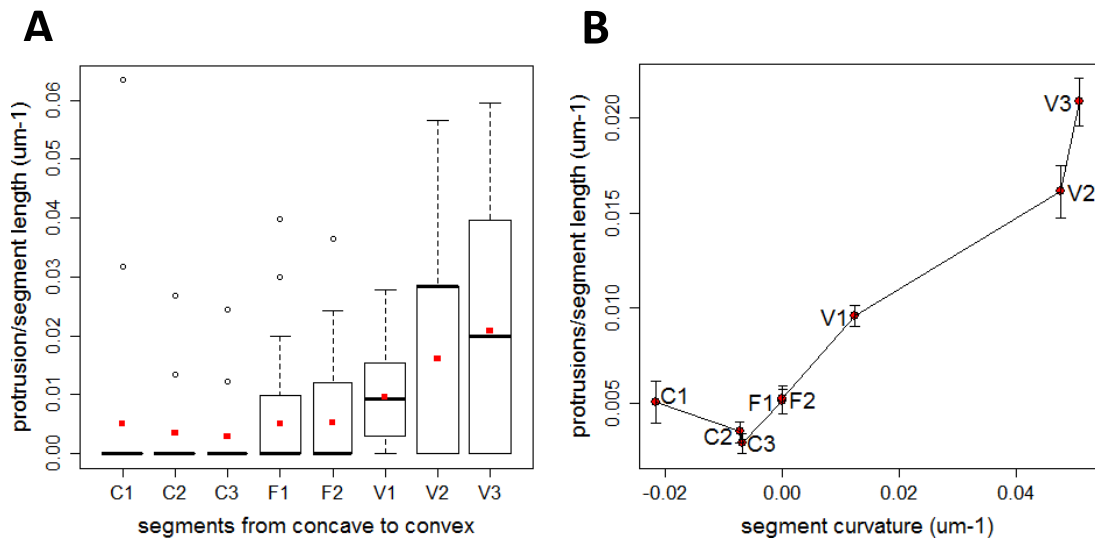 A
B
protrusion/segment length (um-1)
0.00
0.01
0.02
0.03
0.04
0.05
0.06
C1 C2 C3 F1 F2 V1 V2 V3
segments from concave to convex
protrusions/segment length (um-1)
0.005
0.010
0.015
0.020
V3
V2
V1
F1 F2
C1
C2 C3
-0.02 0.00 0.02 0.04
segment curvature (um-1)